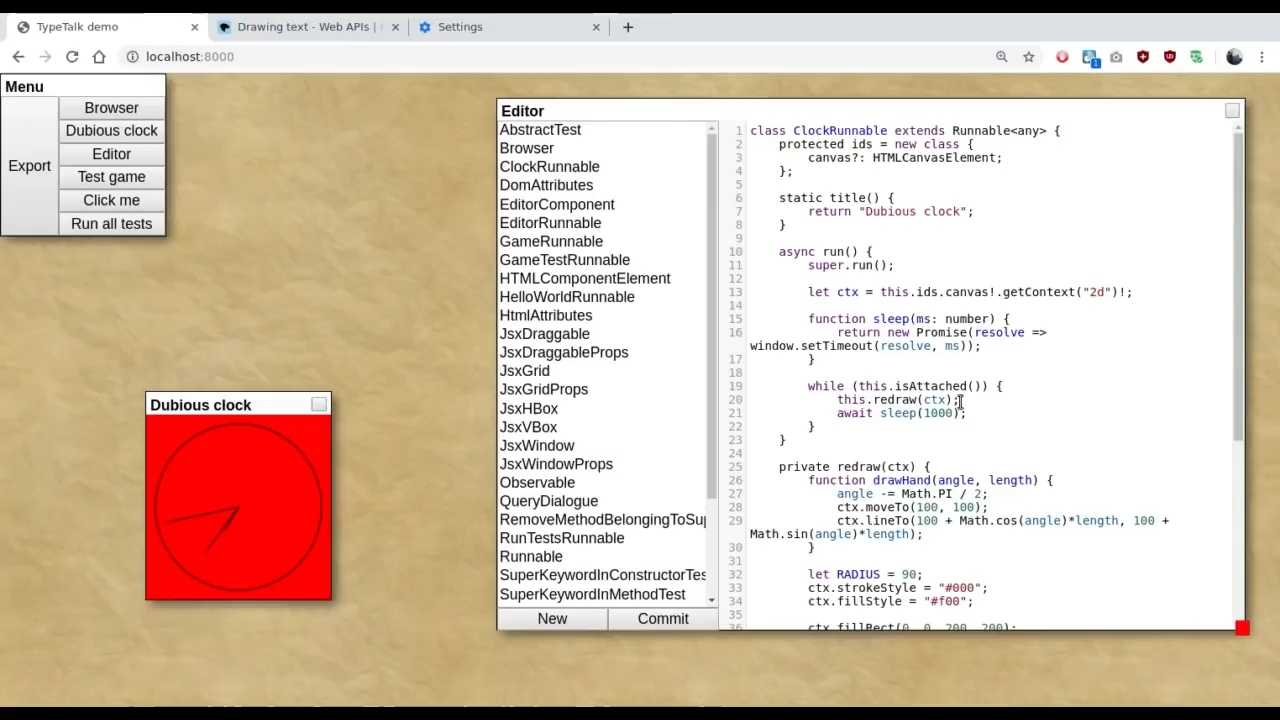 TypeTalk demo
Drawing text - Web APIs |
Settings
localhost:8000
1
Menu
Export
Browser
Dubious clock
Editor
Test game
Click me
Run all tests
Dubious clock
Editor
AbstractTest
Browser
ClockRunnable
DomAttributes
EditorComponent
EditorRunnable
GameRunnable
GameTestRunnable
HTMLComponentElement
HelloWorldRunnable
HtmlAttributes
JsxDraggable
JsxDraggableProps
JsxGrid
JsxGridProps
JsxHBox
JsxVBox
JsxWindow
JsxWindowProps
Observable
QueryDialogue
RemoveMethodBelongingToSup
RunTestsRunnable
Runnable
SuperKeywordInConstructorTes
SuperKeywordInMethodTest
New
Commit
1 class ClockRunnable extends Runnable<any> {
2 protected ids = new class {
3 canvas?: HTMLCanvasElement;
4 };
5
6 static title() {
7 return "Dubious clock";
8 }
9
10 async run() {
11 super.run();
12
13 let ctx = this.ids.canvas!.getContext("2d")!;
14
15 function sleep(ms: number) {
16 return new Promise(resolve =>
window.setTimeout(resolve, ms));
17 }
18
19 while (this.isAttached()) {
20 this.redraw(ctx);
21 await sleep(1000);
22 }
23 }
24
25 private redraw(ctx) {
26 function drawHand(angle, length) {
27 angle -= Math.PI / 2;
28 ctx.moveTo(100, 100);
29 ctx.lineTo(100 + Math.cos(angle)*length, 100 +
Math.sin(angle)*length);
30 }
31
32 let RADIUS = 90;
33 ctx.strokeStyle = "#000";
34 ctx.fillStyle = "#f00";
35
36 ctx.fillRect(0, 0, 200, 200);